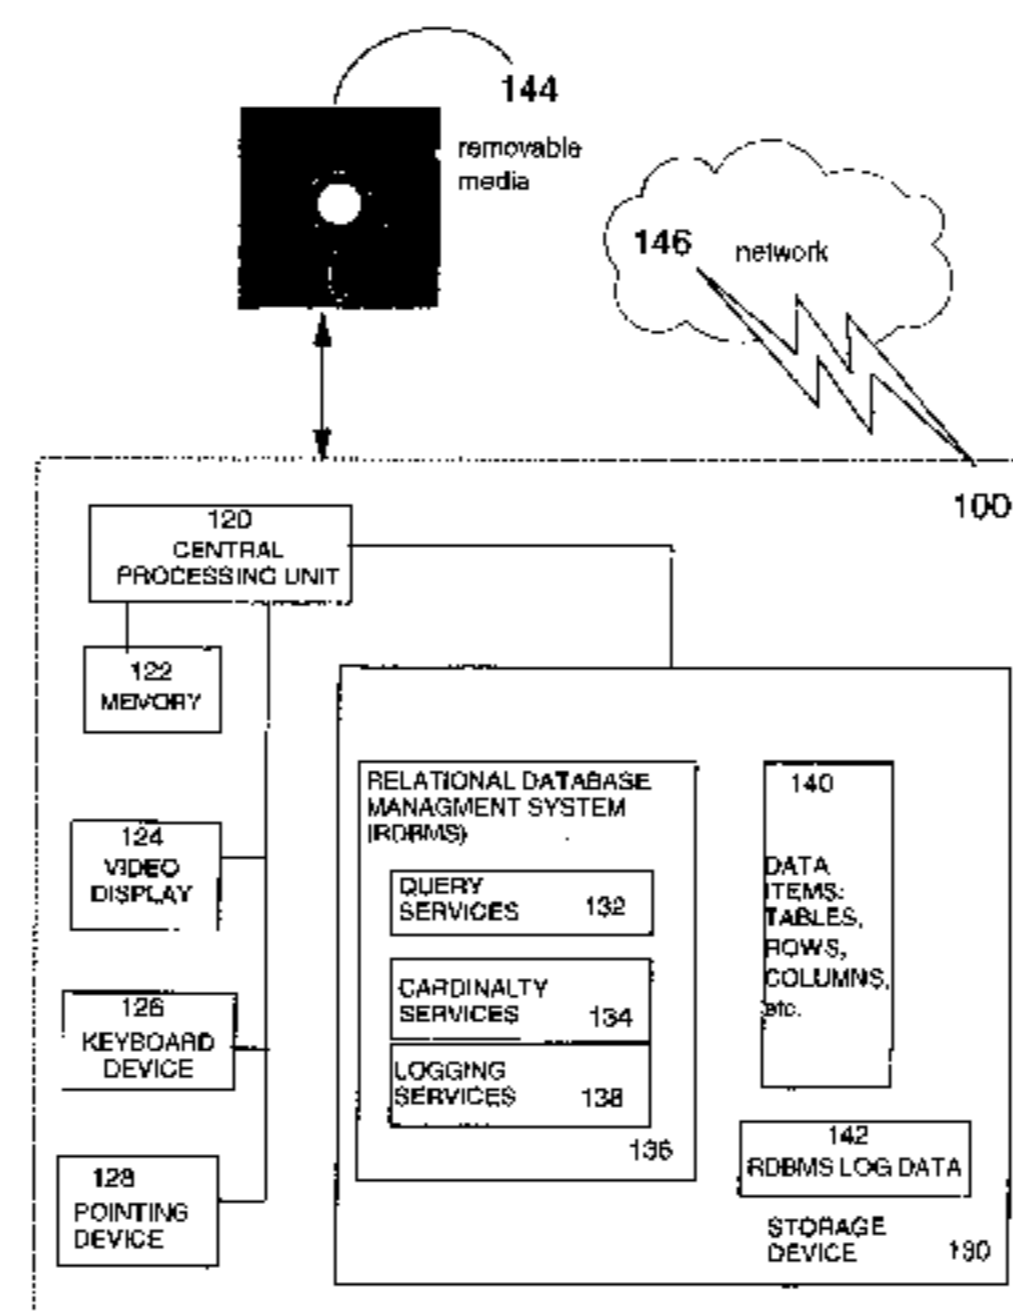 144
removable
media
146 network
100
120
CENTRAL
PROCESSING UNIT
122
MEMORY
124
VIDEO
DISPLAY
126
KEYBOARD
DEVICE
128
POINTING
DEVICE
RELATIONAL DATABASE
MANAGMENT SYSTEM
(RDBMS)
QUERY
SERVICES 132
CARDINALTY
SERVICES 134
LOGGING
SERVICES 138
136
140
DATA
ITEMS:
TABLES,
ROWS,
COLUMNS,
etc.
142
RDBMS LOG DATA
STORAGE
DEVICE 130